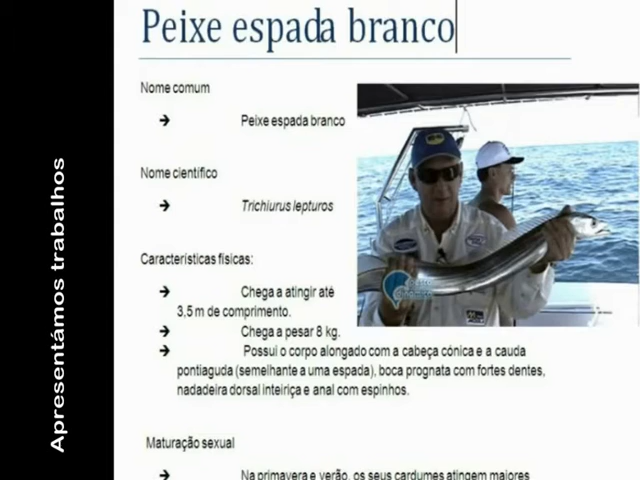 Apresentámos trabalhos
Peixe espada branco
Nome comum
→ Peixe espada branco
Nome científico
→ Trichiurus lepturos
Características físicas:
→ Chega a atingir até
3,5 m de comprimento.
→ Chega a pesar 8 kg.
→ Possui o corpo alongado com a cabeça cónica e a cauda
pontiaguda (semelhante a uma espada), boca prognata com fortes dentes,
nadadeira dorsal inteiriça e anal com espinhos.
Maturação sexual
→ Na primavera e verão, os seus cardumes atingem maiores